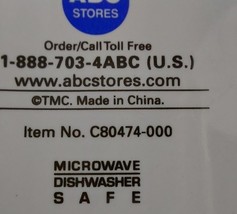 ABC
STORES
Order/Call Toll Free
1-888-703-4ABC (U.S.)
www.abcstores.com
©TMC. Made in China.
Item No. C80474-000
MICROWAVE
DISHWASHER
SAFE